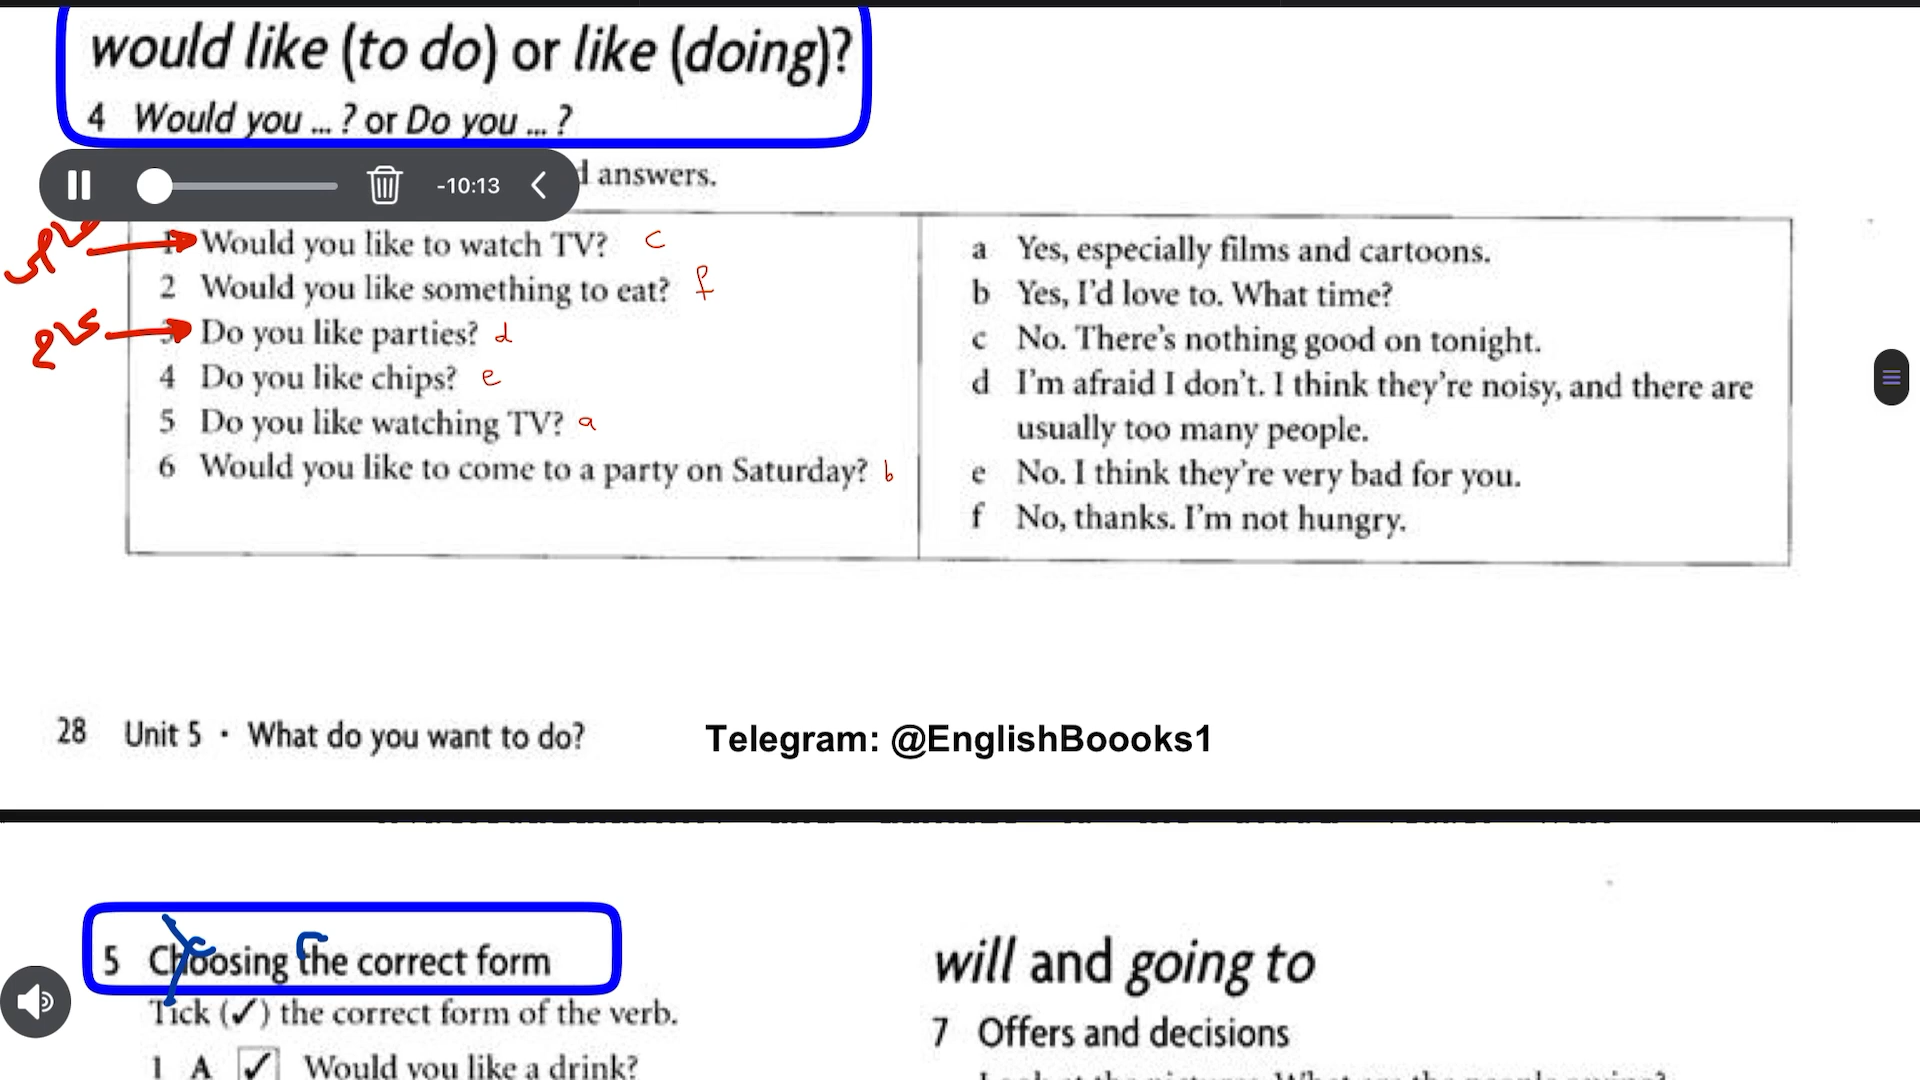 would like (to do) or like (doing)?
4 Would you ... ? or Do you ... ?
-10:13
answers.
Would you like to watch TV? c
2 Would you like something to eat? f
Do you like parties? d
4 Do you like chips? e
5 Do you like watching TV? a
6 Would you like to come to a party on Saturday? b
a Yes, especially films and cartoons.
b Yes, I'd love to. What time?
c No. There's nothing good on tonight.
d I'm afraid I don't. I think they're noisy, and there are
usually too many people.
e No. I think they're very bad for you.
f No, thanks. I'm not hungry.
28 Unit 5 · What do you want to do?
Telegram: @EnglishBoooks1
5 Choosing the correct form
Tick (✓) the correct form of the verb.
1 A ✓ Would you like a drink?
will and going to
7 Offers and decisions